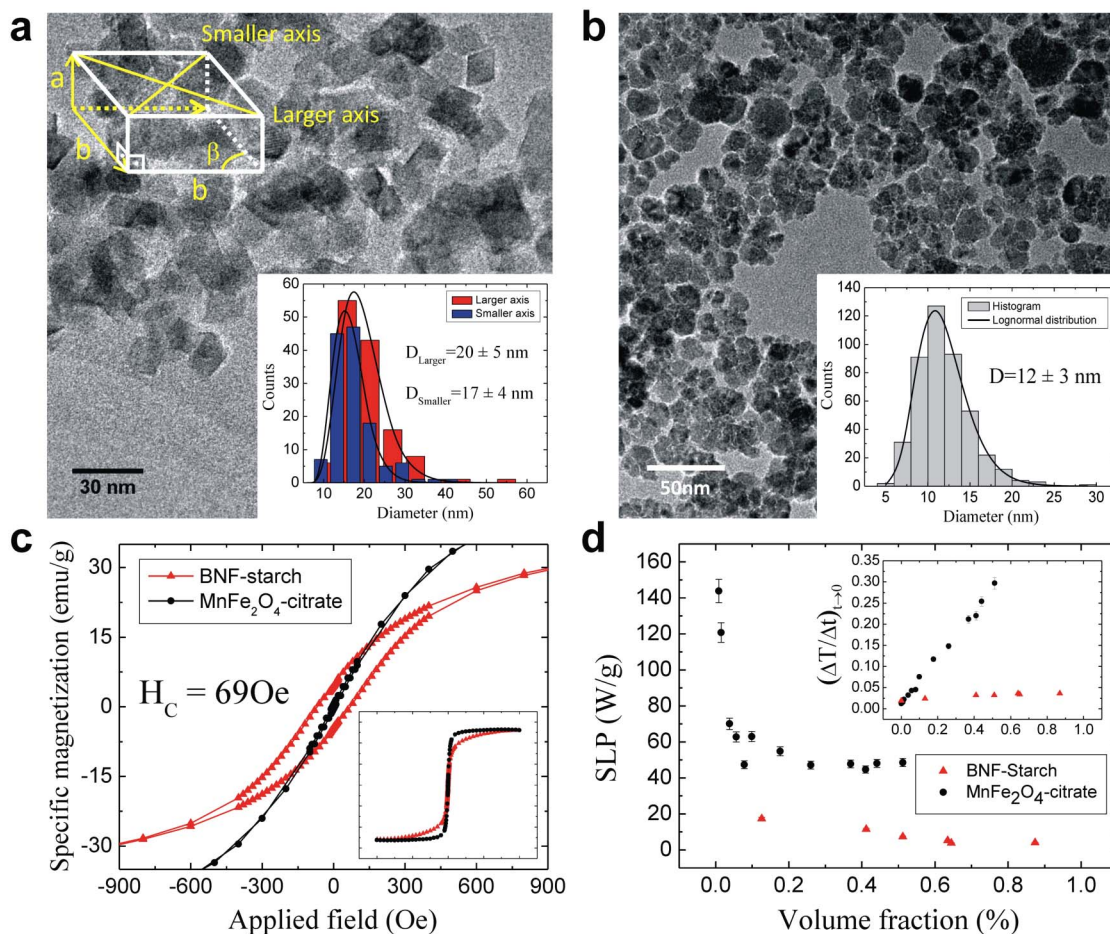 a
Smaller axis
a
Larger axis
b
β
b
30 nm
Counts
60
50
40
30
20
10
0
Larger axis
Smaller axis
D_Larger=20 ± 5 nm
D_Smaller=17 ± 4 nm
10 20 30 40 50 60
Diameter (nm)
b
50nm
Counts
140
120
100
80
60
40
20
0
Histogram
Lognormal distribution
D=12 ± 3 nm
5 10 15 20 25 30
Diameter (nm)
c
Specific magnetization (emu/g)
30
15
0
-15
-30
BNF-starch
MnFe₂O₄-citrate
H_C = 69Oe
-900 -600 -300 0 300 600 900
Applied field (Oe)
d
SLP (W/g)
160
140
120
100
80
60
40
20
0
(ΔT/Δt)t→0
0.35
0.30
0.25
0.20
0.15
0.10
0.05
0.00
0.0 0.2 0.4 0.6 0.8 1.0
BNF-Starch
MnFe₂O₄-citrate
0.0 0.2 0.4 0.6 0.8 1.0
Volume fraction (%)